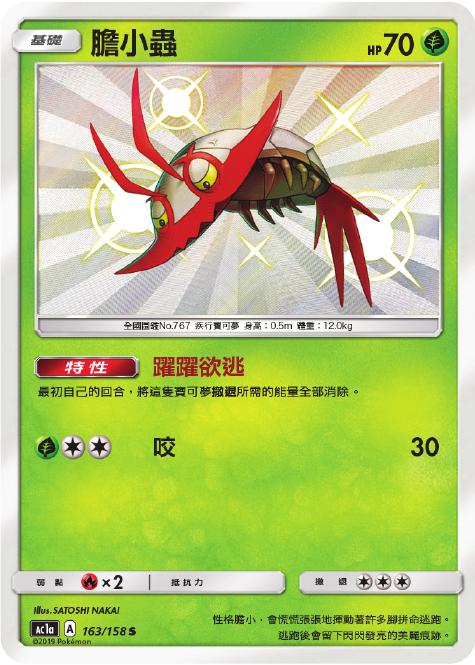 基礎 膽小蟲 HP70
全國圖鑑No.767 疾行寶可夢 身高：0.5m 體重：12.0kg
特性 躍躍欲逃
最初自己的回合，將這隻寶可夢撤退所需的能量全部消除。
咬 30
弱點 ×2 抵抗力 撤退
Illus.SATOSHI NAKAI
AC1a A 163/158 S
©2019 Pokémon
性格膽小，會慌慌張張地揮動著許多腳拼命逃跑。
逃跑後會留下閃閃發亮的美麗痕跡。